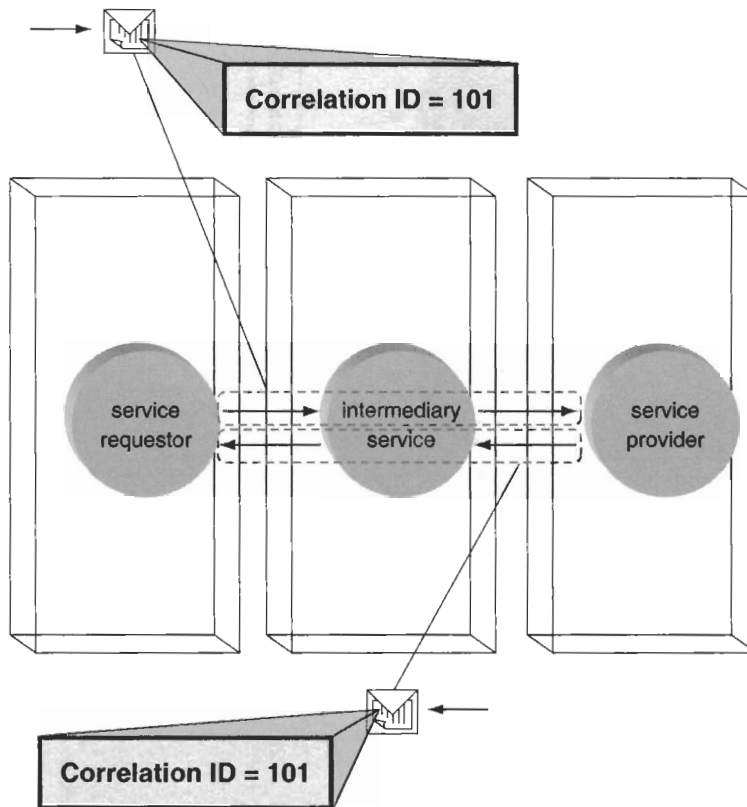 Correlation ID = 101
service
requestor
intermediary
service
service
provider
Correlation ID = 101